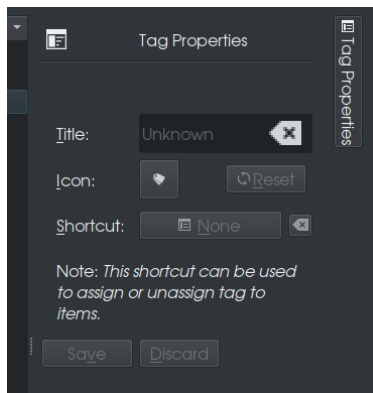 Tag Properties
Tag Properties
Title:
Unknown
Icon:
Reset
Shortcut:
None
Note: This shortcut can be used
to assign or unassign tag to
items.
Save
Discard